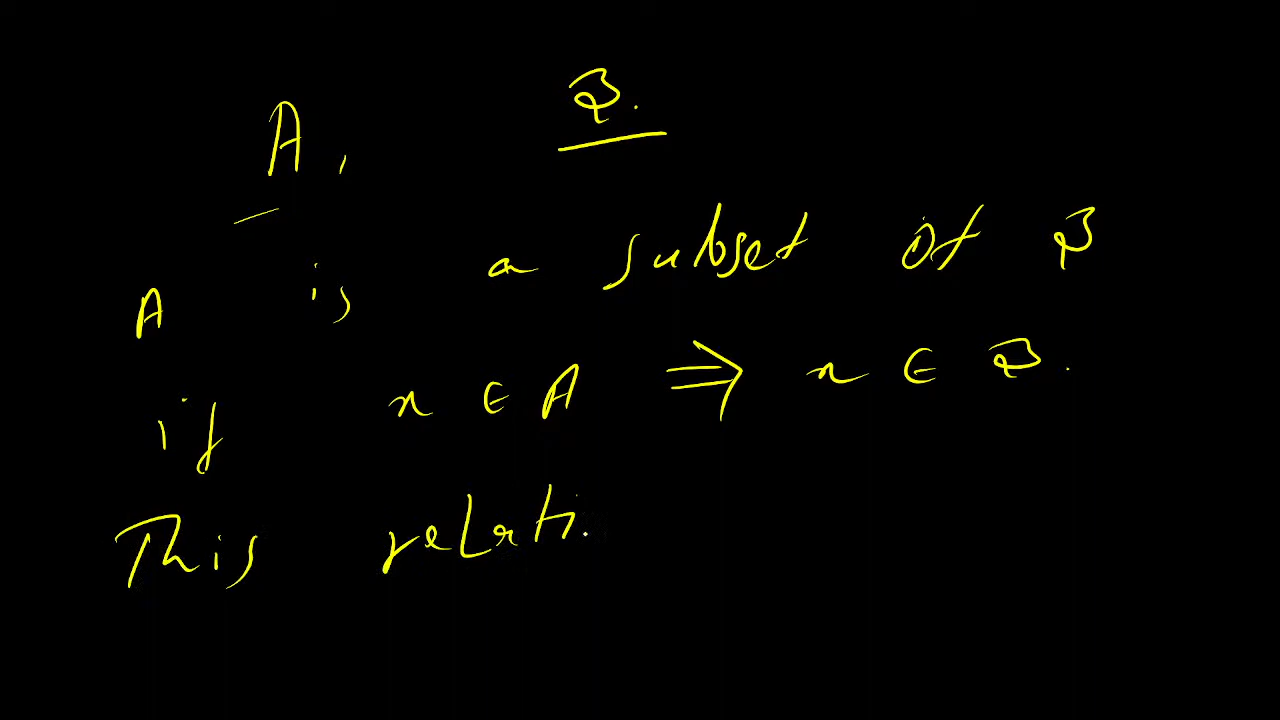 A, B.
A is a subset of B
if x ∈ A ⇒ x ∈ B.
This relati